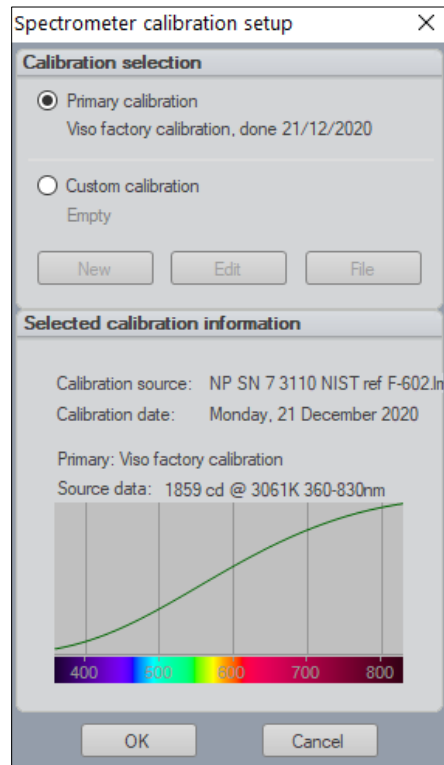 Spectrometer calibration setup
Calibration selection
Primary calibration
Viso factory calibration, done 21/12/2020
Custom calibration
Empty
New Edit File
Selected calibration information
Calibration source: NP SN 7 3110 NIST ref F-602.
Calibration date: Monday, 21 December 2020
Primary: Viso factory calibration
Source data: 1859 cd @ 3061K 360-830nm
400 500 600 700 800
OK Cancel